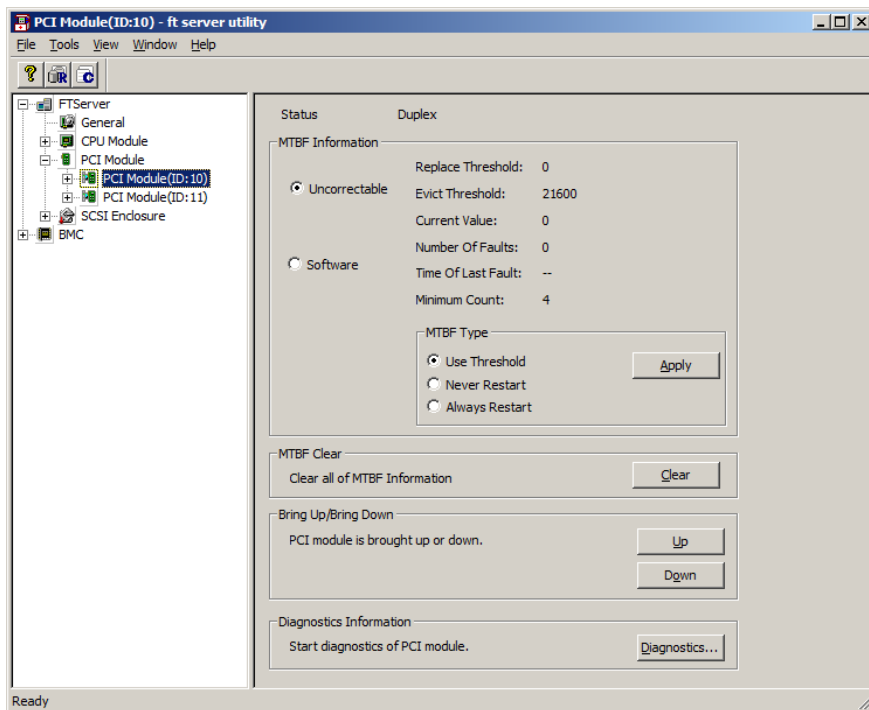 PCI Module(ID:10) - ft server utility
File Tools View Window Help
FTServer
General
CPU Module
PCI Module
PCI Module(ID:10)
PCI Module(ID:11)
SCSI Enclosure
BMC
Status Duplex
MTBF Information
Uncorrectable
Software
Replace Threshold: 0
Evict Threshold: 21600
Current Value: 0
Number Of Faults: 0
Time Of Last Fault: --
Minimum Count: 4
MTBF Type
Use Threshold
Never Restart
Always Restart
Apply
MTBF Clear
Clear all of MTBF Information
Clear
Bring Up/Bring Down
PCI module is brought up or down.
Up
Down
Diagnostics Information
Start diagnostics of PCI module.
Diagnostics...
Ready